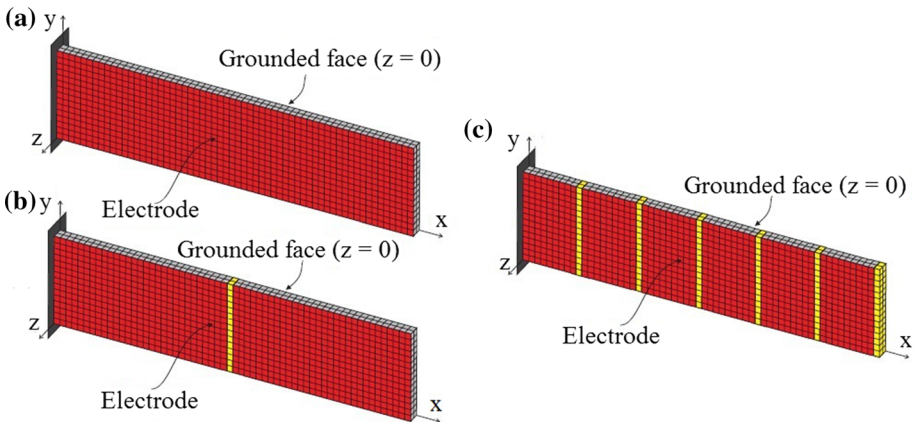 (a)
y
Grounded face (z = 0)
z
Electrode
x
(b)
y
Grounded face (z = 0)
z
Electrode
x
(c)
y
Grounded face (z = 0)
z
Electrode
x